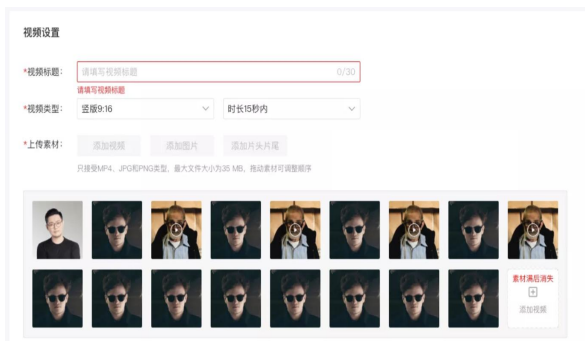 视频设置
*视频标题： 请填写视频标题 0/30
请填写视频标题
*视频类型： 竖版9:16 时长15秒内
*上传素材： 添加视频 添加图片 添加片头片尾
只接受MP4、JPG和PNG类型，最大文件大小为35 MB，拖动素材可调整顺序
素材满后消失
添加视频